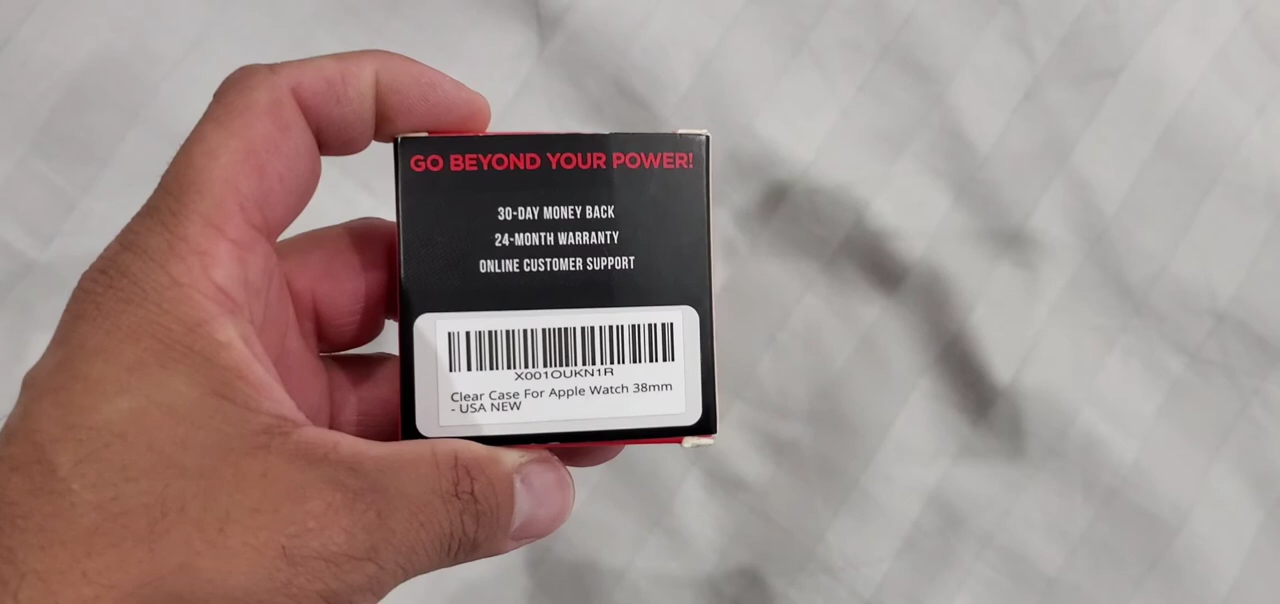 GO BEYOND YOUR POWER!
30-DAY MONEY BACK
24-MONTH WARRANTY
ONLINE CUSTOMER SUPPORT
X001OUKN1R
Clear Case For Apple Watch 38mm
- USA NEW